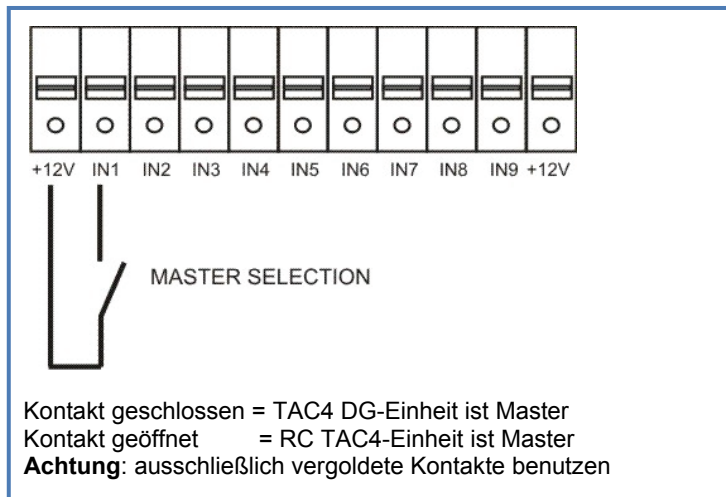 +12V IN1 IN2 IN3 IN4 IN5 IN6 IN7 IN8 IN9 +12V
MASTER SELECTION
Kontakt geschlossen = TAC4 DG-Einheit ist Master
Kontakt geöffnet = RC TAC4-Einheit ist Master
Achtung: ausschließlich vergoldete Kontakte benutzen